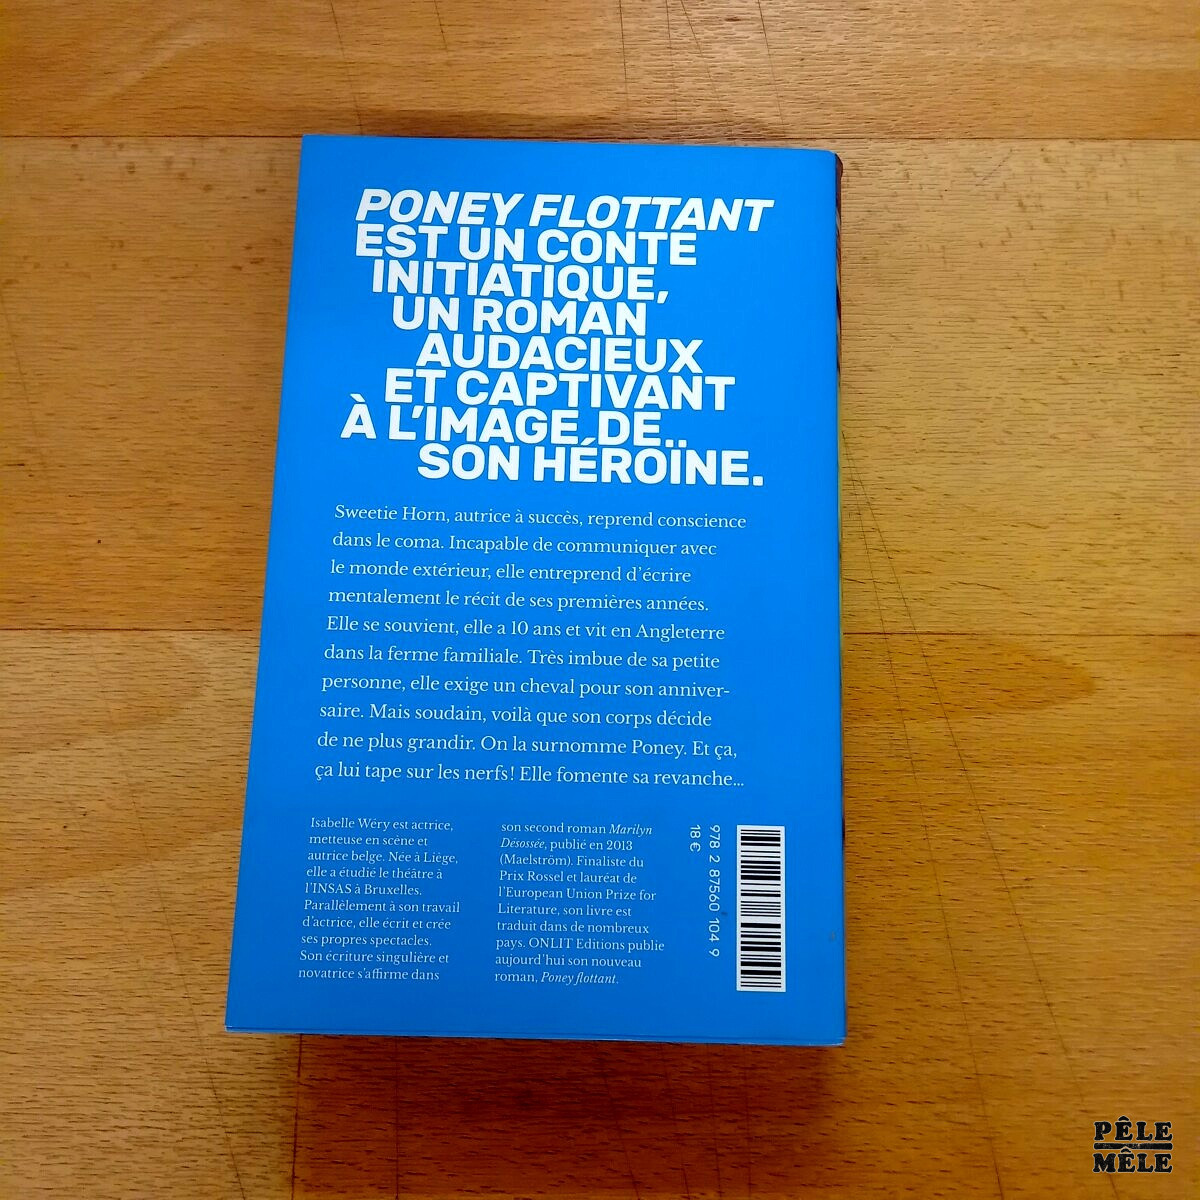 PONEY FLOTTANT
EST UN CONTE
INITIATIQUE,
UN ROMAN
AUDACIEUX
ET CAPTIVANT
À L'IMAGE DE
SON HÉROÏNE.
Sweetie Horn, autrice à succès, reprend conscience
dans le coma. Incapable de communiquer avec
le monde extérieur, elle entreprend d'écrire
mentalement le récit de ses premières années.
Elle se souvient, elle a 10 ans et vit en Angleterre
dans la ferme familiale. Très imbue de sa petite
personne, elle exige un cheval pour son anniver-
saire. Mais soudain, voilà que son corps décide
de ne plus grandir. On la surnomme Poney. Et ça,
ça lui tape sur les nerfs! Elle fomente sa revanche...
Isabelle Wéry est actrice,
metteuse en scène et
autrice belge. Née à Liège,
elle a étudié le théâtre à
l'INSAS à Bruxelles.
Parallèlement à son travail
d'actrice, elle écrit et crée
ses propres spectacles.
Son écriture singulière et
novatrice s'affirme dans
son second roman Marilyn
Désossée, publié en 2013
(Maelström). Finaliste du
Prix Rossel et lauréat de
l'European Union Prize for
Literature, son livre est
traduit dans de nombreux
pays. ONLIT Editions publie
aujourd'hui son nouveau
roman, Poney flottant.
978 2 87560 104 9
18 €
PÊLE
MÊLE